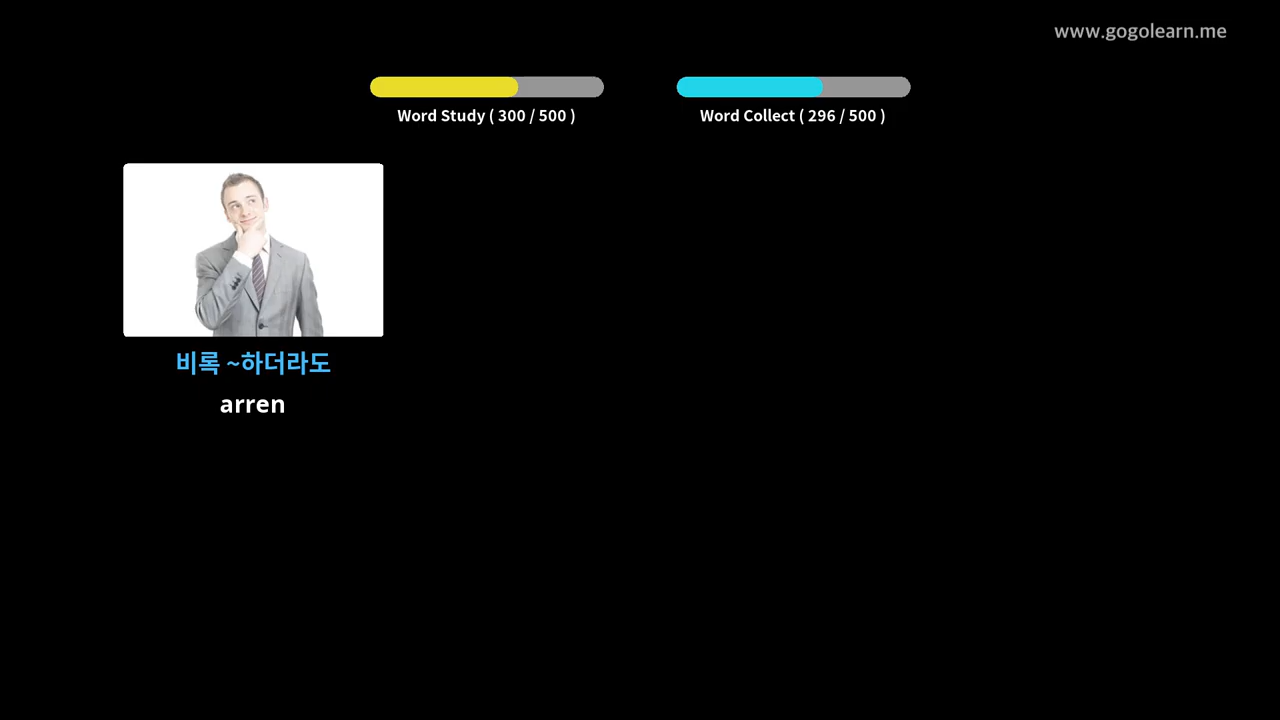 www.gogolearn.me
Word Study ( 300 / 500 )
Word Collect ( 296 / 500 )
비록 ~하더라도
arren